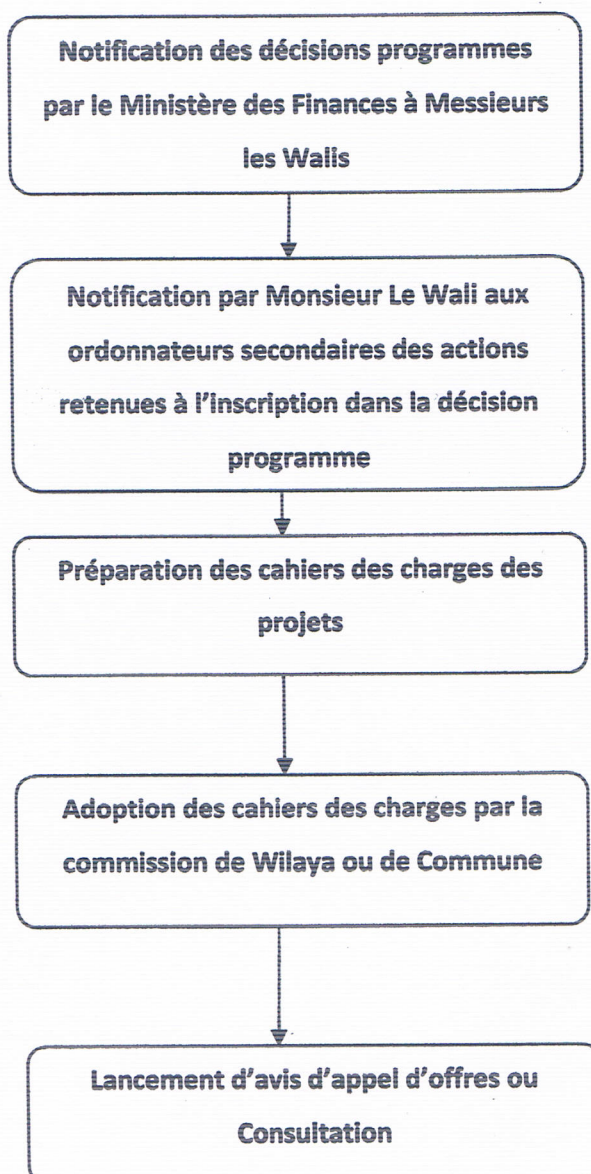 Notification des décisions programmes
par le Ministère des Finances à Messieurs
les Walis
Notification par Monsieur Le Wali aux
ordonnateurs secondaires des actions
retenues à l'inscription dans la décision
programme
Préparation des cahiers des charges des
projets
Adoption des cahiers des charges par la
commission de Wilaya ou de Commune
Lancement d'avis d'appel d'offres ou
Consultation